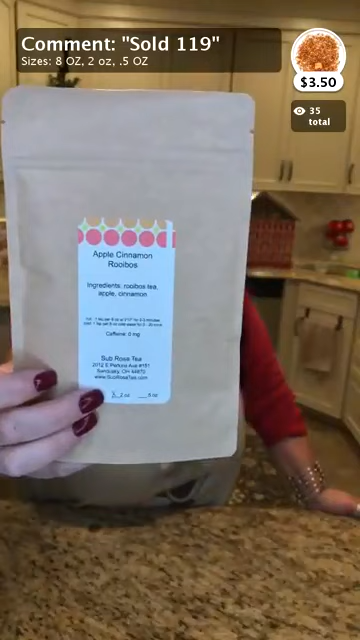 Comment: "Sold 119"
Sizes: 8 OZ, 2 oz, .5 OZ
$3.50
35
total
Apple Cinnamon
Rooibos
Ingredients: rooibos tea,
apple, cinnamon
Caffeine: 0 mg
Sub Rosa Tea
Sandusky, OH 44870
www.SubRosaTea.com
2 oz
8 oz